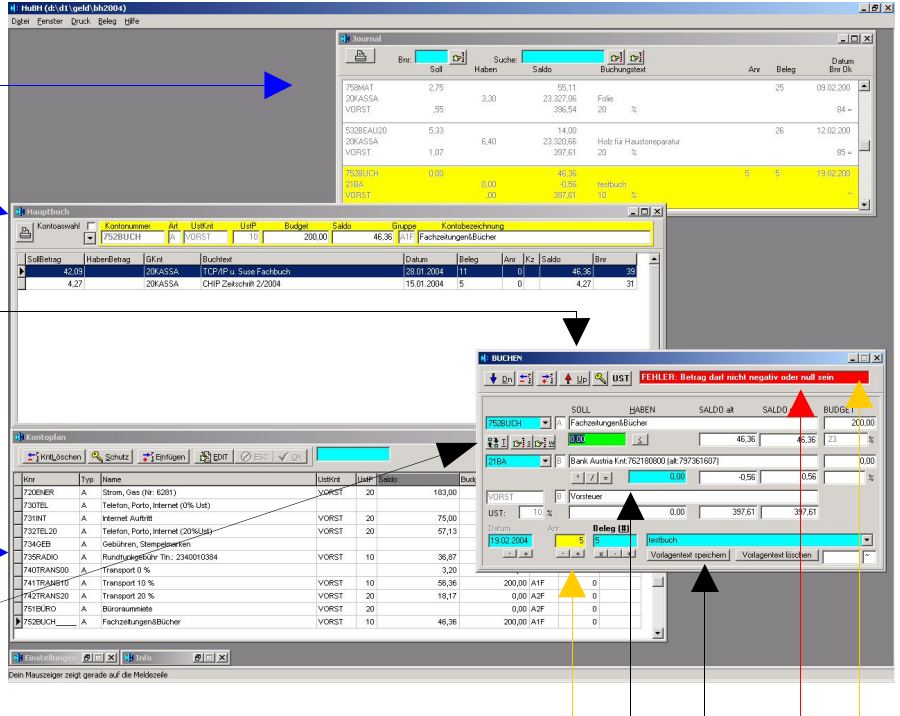 HuBH (d:\d1\geld\bh2004)
Datei Fenster Druck Beleg Hilfe
Journal
Bnr: Suche:
Soll Haben Saldo Buchungstext Anr Beleg Datum
Bnr Ok
758MAT 2,75 55,11 25 09.02.200
20KASSA 3,30 23.327,06 Folie
VORST ,55 396,54 20 % 84 =
532BEAU20 5,33 14,00 26 12.02.200
20KASSA 6,40 23.320,66 Holz für Haustorreparatur
VORST 1,07 397,61 20 % 85 =
752BUCH 0,00 46,36 5 5 19.02.200
21BA 0,00 -0,56 testbuch
VORST ,00 397,61 10 % ~
Hauptbuch
Kontoaswahl Kontonummer Art UstKnt UstP Budget Saldo Gruppe Kontobezeichnung
752BUCH A VORST 10 200,00 46,36 A1F Fachzeitungen&Bücher
SollBetrag HabenBetrag GKnt Buchtext Datum Beleg Anr Kz Saldo Bnr
42,09 20KASSA TCP/IP u. Suse Fachbuch 28.01.2004 11 0 46,36 39
4,27 20KASSA CHIP Zeitschrift 2/2004 15.01.2004 5 0 4,27 31
BUCHEN
Dn Up UST FEHLER: Betrag darf nicht negativ oder null sein
SOLL HABEN SALDO alt SALDO BUDGET
752BUCH A Fachzeitungen&Bücher 200,00
I s w 0,00 ≤ 46,36 46,36 23 %
21BA B Bank Austria Knt:762180800 (alt:797361607) 0,00
* / = 0,00 -0,56 0,56 %
VORST B Vorsteuer
UST: 10 % 0,00 397,61 397,61
Datum Anr Beleg (#)
19.02.2004 5 5 testbuch
- + - + x - + Vorlagentext speichern Vorlagentext löschen ~
Kontoplan
KntLöschen Schutz Einfügen EDIT ESC OK
Knr Typ Name UstKnt UstP Saldo Budg
720ENER A Strom, Gas (Nr: 6281) VORST 20 183,00
730TEL A Telefon, Porto, Internet (0% Ust)
731INT A Internet Auftritt VORST 20 75,00
732TEL20 A Telefon, Porto, Internet (20%Ust) VORST 20 57,13
734GEB A Gebühren, Stempelmarken
735RADIO A Rundfunkgebühr Tln.: 2340010384 VORST 10 36,87
740TRANS00 A Transport 0 % 3,20
741TRANS10 A Transport 10 % VORST 10 56,36 200,00 A1F 0
742TRANS20 A Transport 20 % VORST 20 18,17 0,00 A2F 0
751BÜRO A Büroraummiete VORST 20 0,00 A2F 0
752BUCH____ A Fachzeitungen&Bücher VORST 10 46,36 200,00 A1F 0
Einstellungen Info
Dein Mauszeiger zeigt gerade auf die Meldezeile